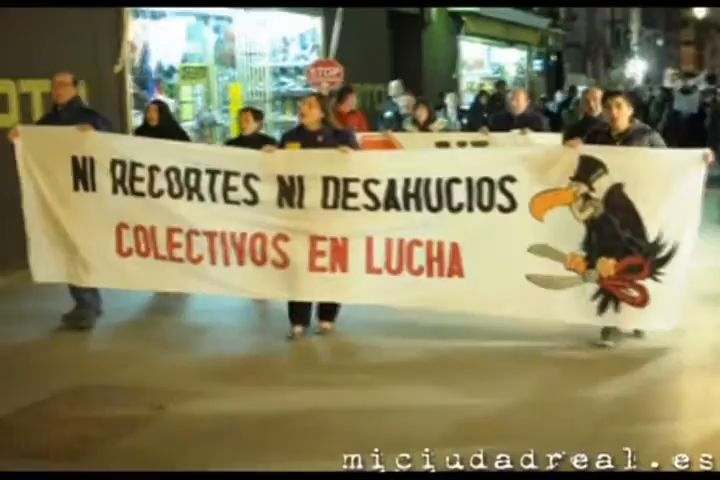 STOP
NI RECORTES NI DESAHUCIOS
COLECTIVOS EN LUCHA
miciudadreal.es